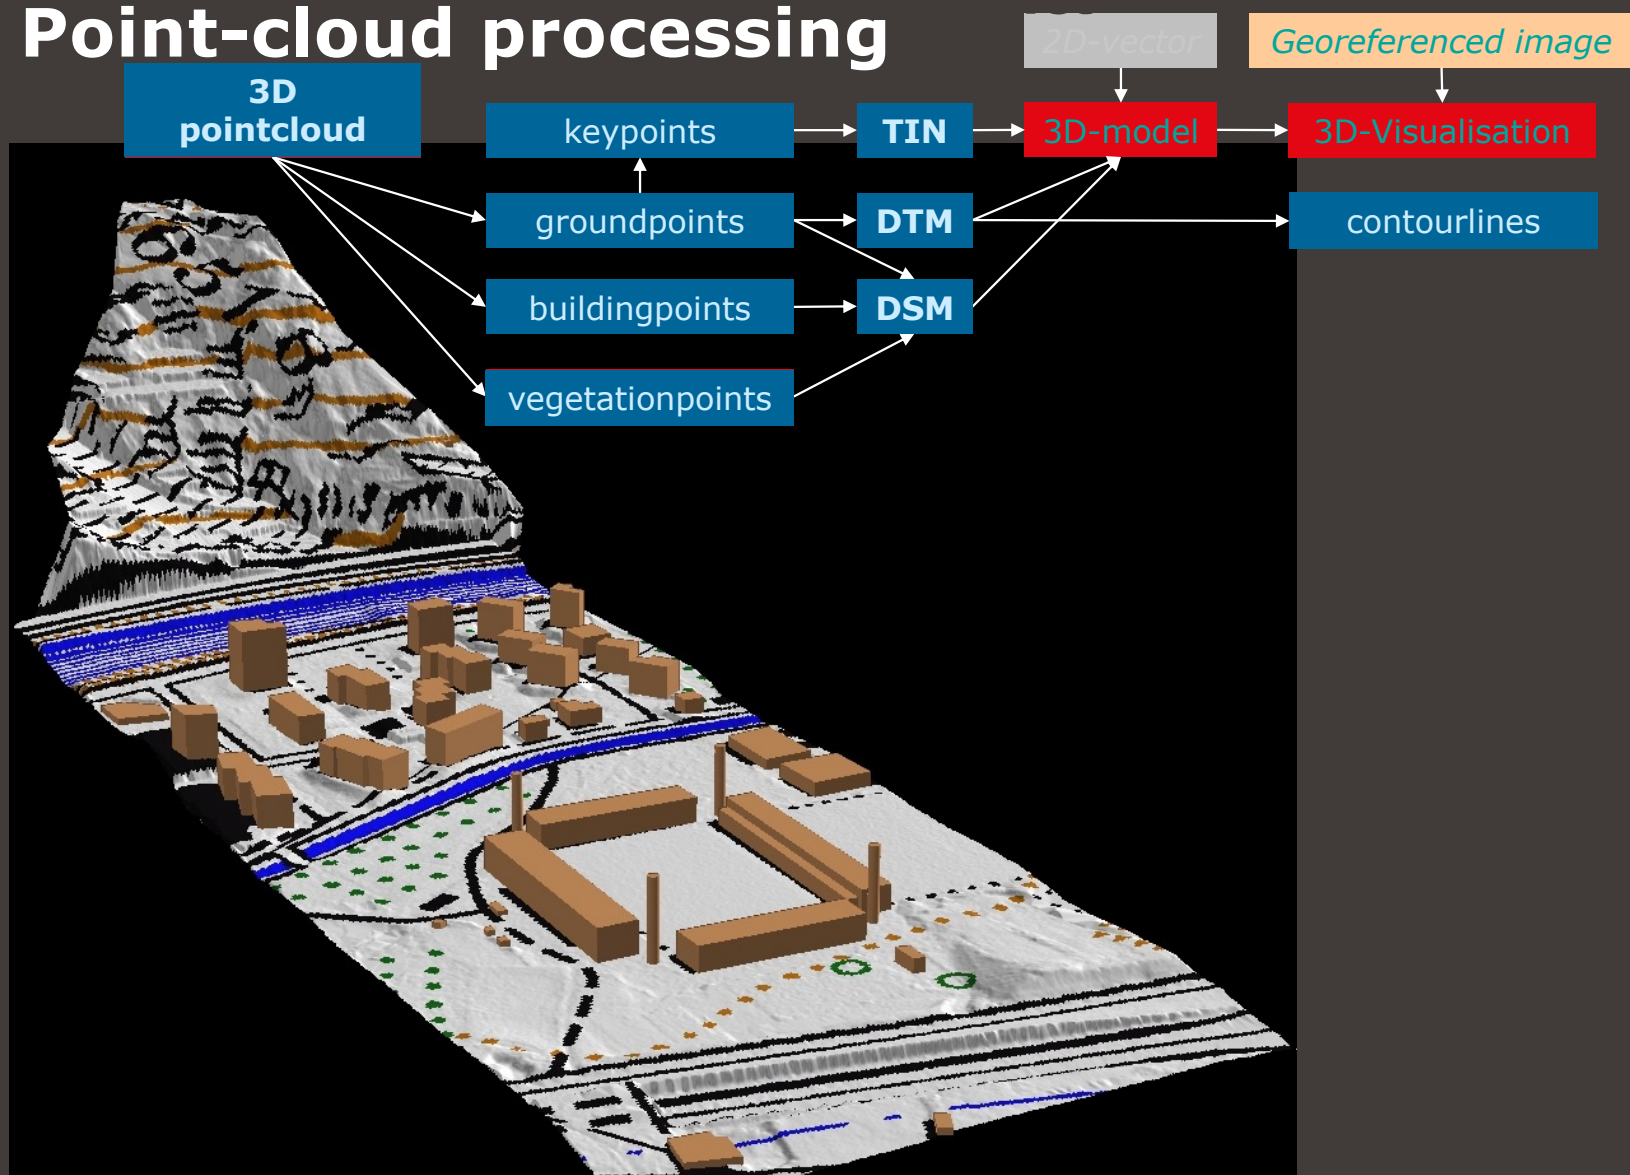 Point-cloud processing
2D-vector
Georeferenced image
3D
pointcloud
keypoints
TIN
3D-model
3D-Visualisation
groundpoints
DTM
contourlines
buildingpoints
DSM
vegetationpoints